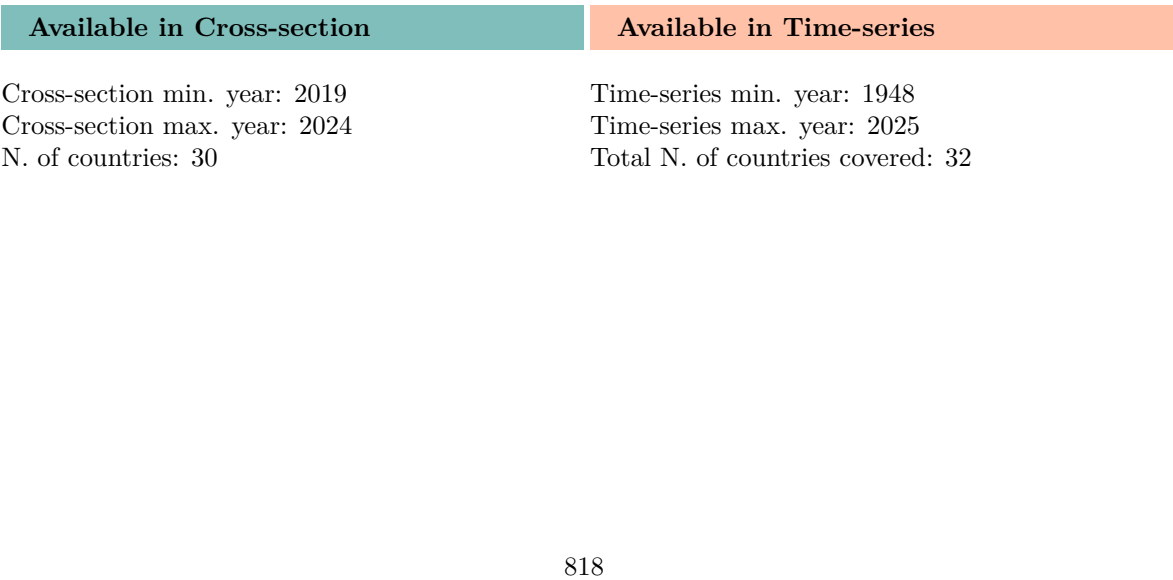 Available in Cross-section
Cross-section min. year: 2019
Cross-section max. year: 2024
N. of countries: 30
Available in Time-series
Time-series min. year: 1948
Time-series max. year: 2025
Total N. of countries covered: 32
818